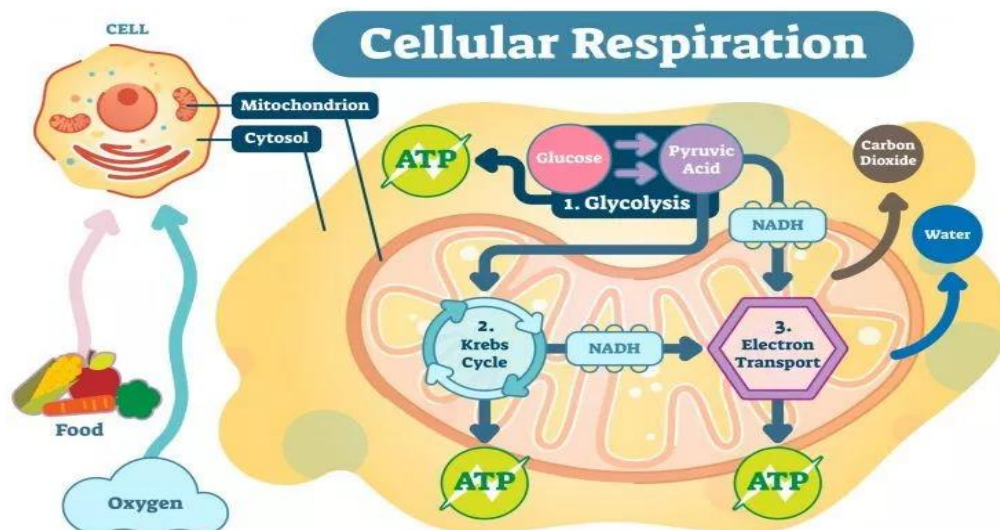 Cellular Respiration
CELL
Mitochondrion
Cytosol
ATP
Glucose
Pyruvic
Acid
1. Glycolysis
NADH
Carbon
Dioxide
Water
2.
Krebs
Cycle
NADH
3.
Electron
Transport
Food
Oxygen
ATP
ATP